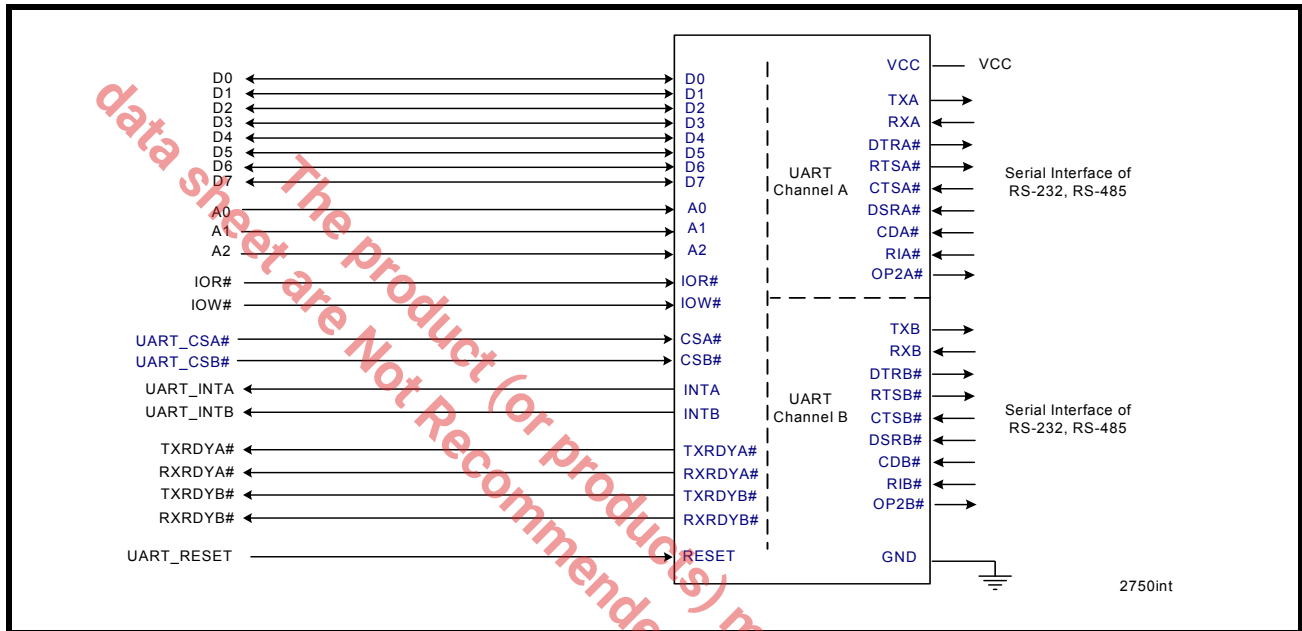 D0
D1
D2
D3
D4
D5
D6
D7
A0
A1
A2
IOR#
IOW#
UART_CSA#
UART_CSB#
UART_INTA
UART_INTB
TXRDYA#
RXRDYA#
TXRDYB#
RXRDYB#
UART_RESET
D0
D1
D2
D3
D4
D5
D6
D7
A0
A1
A2
IOR#
IOW#
CSA#
CSB#
INTA
INTB
TXRDYA#
RXRDYA#
TXRDYB#
RXRDYB#
RESET
UART
Channel A
UART
Channel B
VCC
TXA
RXA
DTRA#
RTSA#
CTSA#
DSRA#
CDA#
RIA#
OP2A#
TXB
RXB
DTRB#
RTSB#
CTSB#
DSRB#
CDB#
RIB#
OP2B#
GND
VCC
Serial Interface of
RS-232, RS-485
Serial Interface of
RS-232, RS-485
2750int
The product (or products)
data sheet are Not Recommende